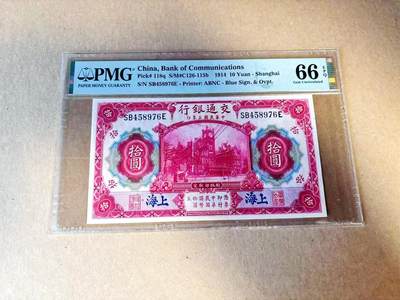 PMG
PAPER MONEY GUARANTY
China, Bank of Communications
Pick# 118q S/M#C126-115b 1914 10 Yuan - Shanghai
S/N SB458976E - Printer: ABNC - Blue Sign. & Ovpt.
66 EPQ
Gem Uncirculated
行銀通交
SB458976E
SB458976E
拾圓
拾圓
海上
海上